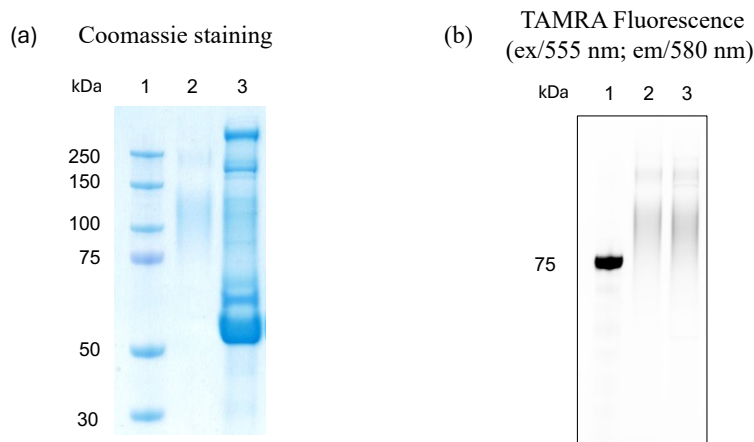 (a) Coomassie staining
kDa 1 2 3
250
150
100
75
50
30
(b) TAMRA Fluorescence
(ex/555 nm; em/580 nm)
kDa 1 2 3
75